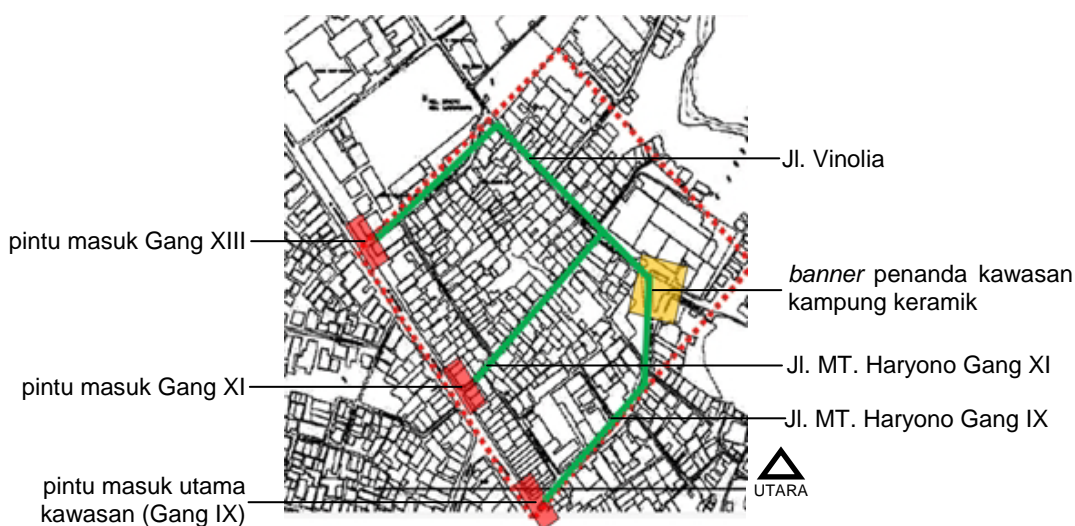 Jl. Vinolia
pintu masuk Gang XIII
banner penanda kawasan
kampung keramik
pintu masuk Gang XI
Jl. MT. Haryono Gang XI
Jl. MT. Haryono Gang IX
pintu masuk utama
kawasan (Gang IX)
UTARA